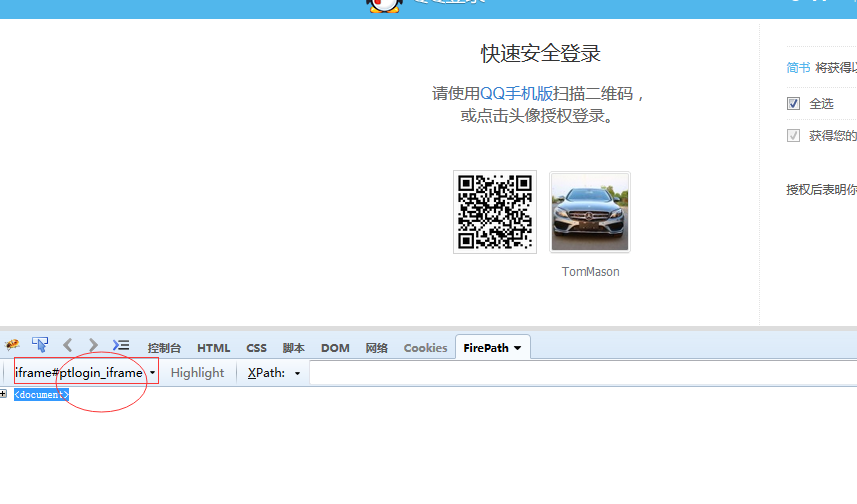 快速安全登录
请使用QQ手机版扫描二维码，
或点击头像授权登录。
TomMason
简书 将获得以
全选
获得您的
授权后表明你
控制台 HTML CSS 脚本 DOM 网络 Cookies FirePath
iframe#ptlogin_iframe Highlight XPath:
<document>